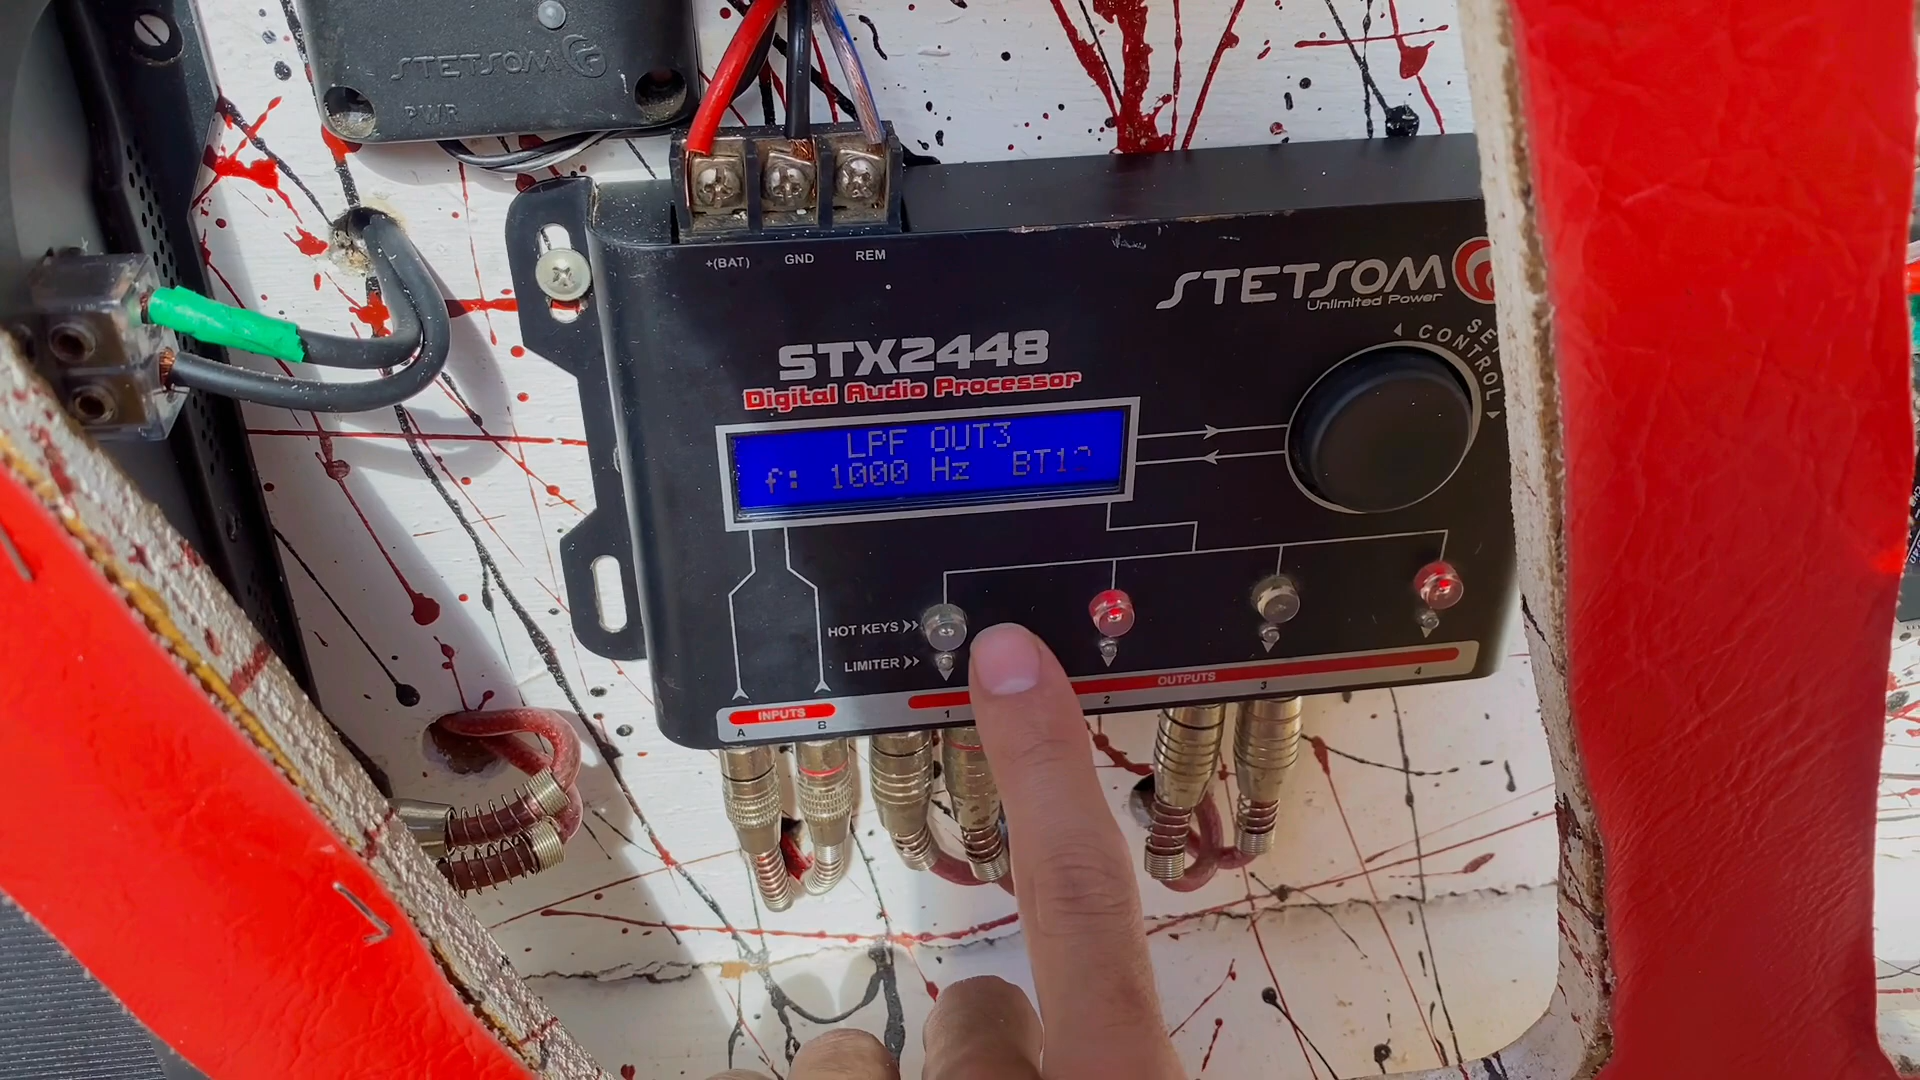 STETSOM
PWR
+(BAT) GND REM
STETSOM
Unlimited Power
CONTROL
STX2448
Digital Audio Processor
LPF OUT3
f: 1000 Hz BT12
HOT KEYS
LIMITER
OUTPUTS
INPUTS
A B 1 2 3 4